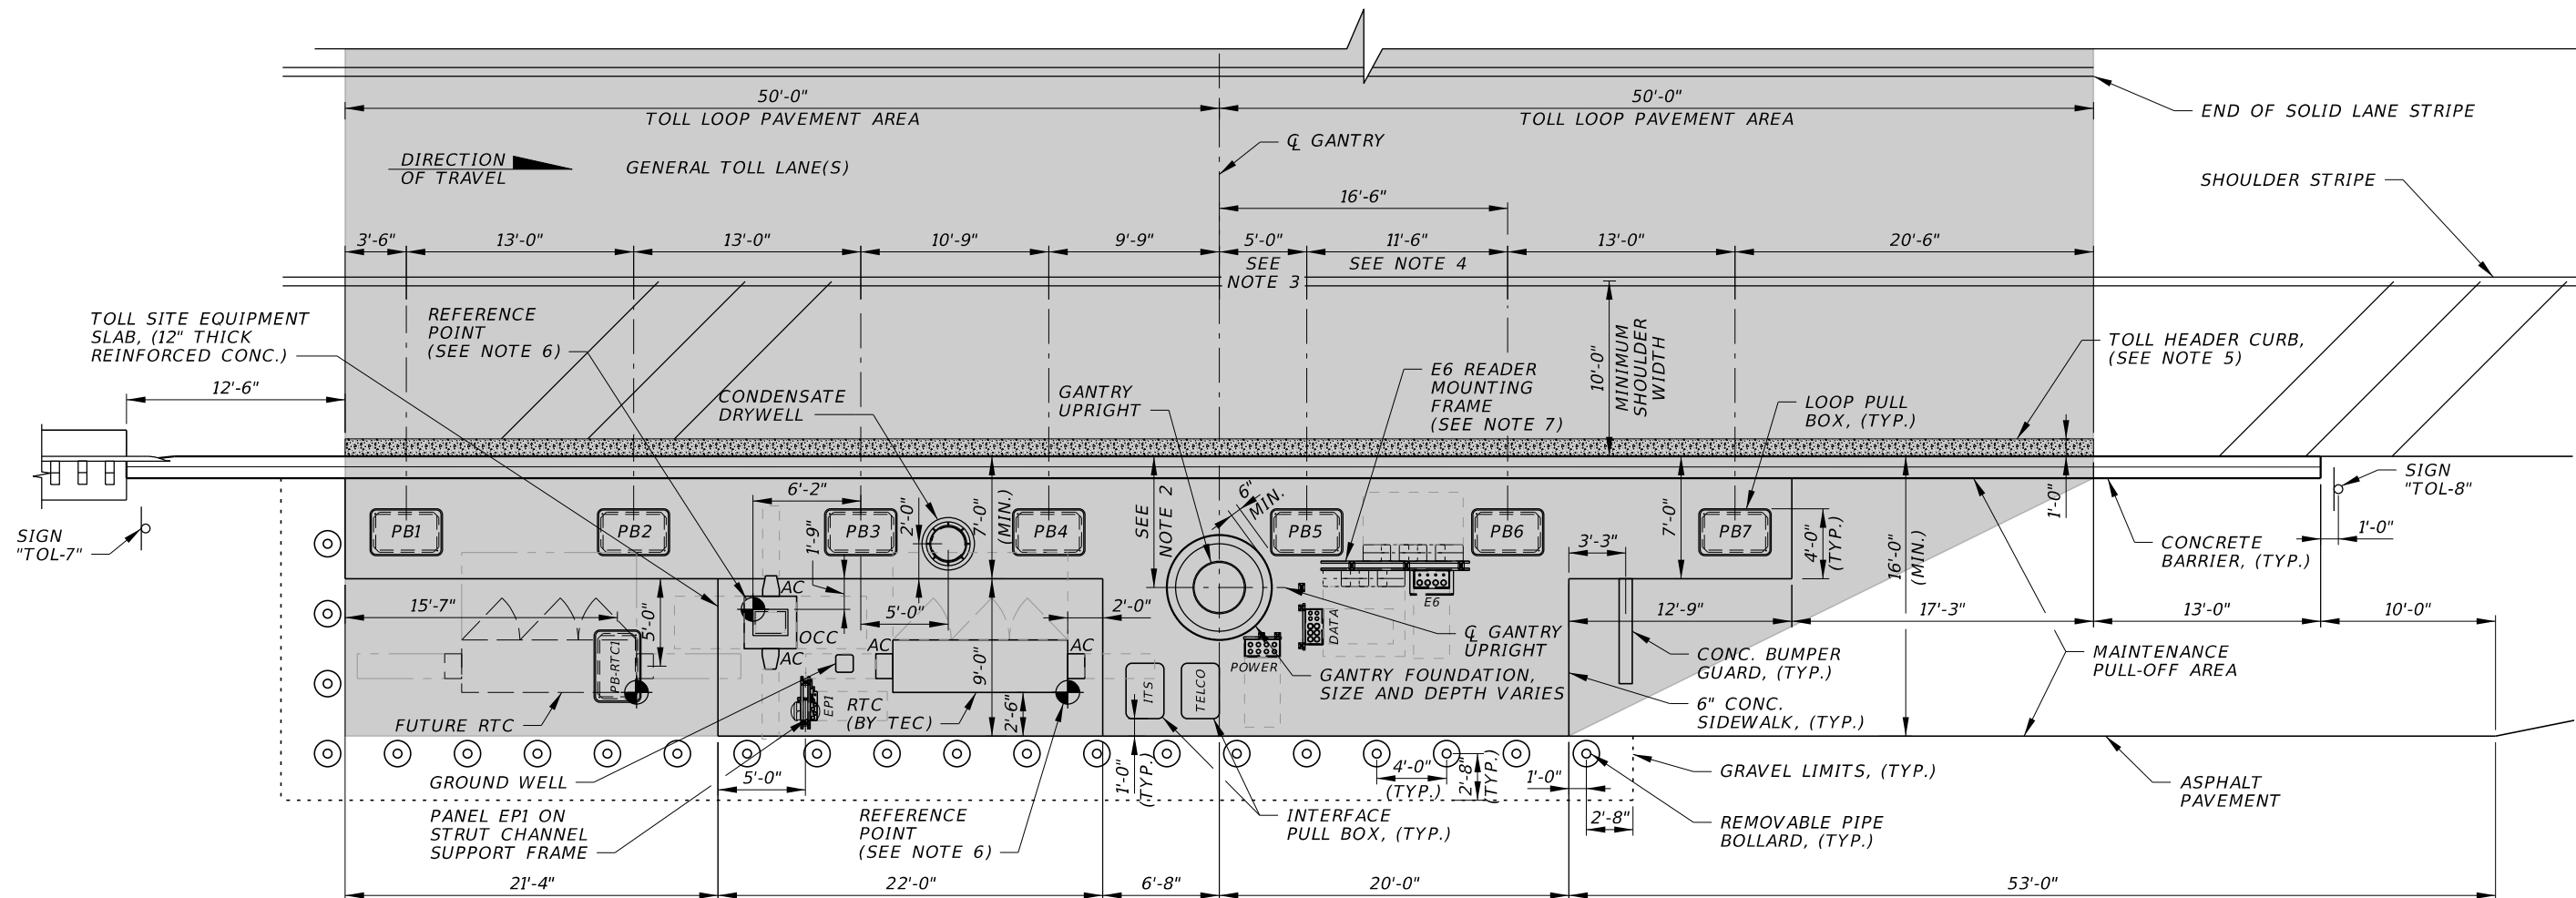 50'-0"
TOLL LOOP PAVEMENT AREA
50'-0"
TOLL LOOP PAVEMENT AREA
END OF SOLID LANE STRIPE
℄ GANTRY
DIRECTION
OF TRAVEL
GENERAL TOLL LANE(S)
SHOULDER STRIPE
16'-6"
3'-6"
13'-0"
13'-0"
10'-9"
9'-9"
5'-0"
11'-6"
13'-0"
20'-6"
SEE
NOTE 3
SEE NOTE 4
TOLL SITE EQUIPMENT
SLAB, (12" THICK
REINFORCED CONC.)
REFERENCE
POINT
(SEE NOTE 6)
10'-0"
MINIMUM
SHOULDER
WIDTH
TOLL HEADER CURB,
(SEE NOTE 5)
12'-6"
CONDENSATE
DRYWELL
GANTRY
UPRIGHT
E6 READER
MOUNTING
FRAME
(SEE NOTE 7)
LOOP PULL
BOX, (TYP.)
SIGN
"TOL-7"
SIGN
"TOL-8"
1'-0"
1'-0"
PB1
PB2
PB3
PB4
PB5
PB6
PB7
6'-2"
1'-9"
2'-0"
7'-0"
(MIN.)
SEE
NOTE 2
6"
MIN.
3'-3"
7'-0"
4'-0"
(TYP.)
16'-0"
(MIN.)
CONCRETE
BARRIER, (TYP.)
15'-7"
5'-0"
AC
OCC
AC
5'-0"
AC
AC
2'-0"
9'-0"
E6
DATA
POWER
℄ GANTRY
UPRIGHT
12'-9"
17'-3"
13'-0"
10'-0"
PB-RTC1
EP1
RTC
(BY TEC)
2'-6"
ITS
TELCO
GANTRY FOUNDATION,
SIZE AND DEPTH VARIES
CONC. BUMPER
GUARD, (TYP.)
MAINTENANCE
PULL-OFF AREA
6" CONC.
SIDEWALK, (TYP.)
FUTURE RTC
GROUND WELL
5'-0"
1'-0"
(TYP.)
4'-0"
(TYP.)
2'-8"
(TYP.)
1'-0"
2'-8"
GRAVEL LIMITS, (TYP.)
ASPHALT
PAVEMENT
PANEL EP1 ON
STRUT CHANNEL
SUPPORT FRAME
REFERENCE
POINT
(SEE NOTE 6)
INTERFACE
PULL BOX, (TYP.)
REMOVABLE PIPE
BOLLARD, (TYP.)
21'-4"
22'-0"
6'-8"
20'-0"
53'-0"